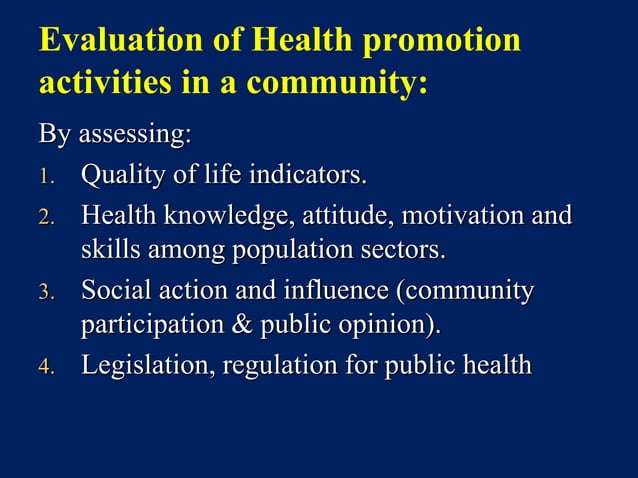 Evaluation of Health promotion
activities in a community:
By assessing:
1. Quality of life indicators.
2. Health knowledge, attitude, motivation and
skills among population sectors.
3. Social action and influence (community
participation & public opinion).
4. Legislation, regulation for public health